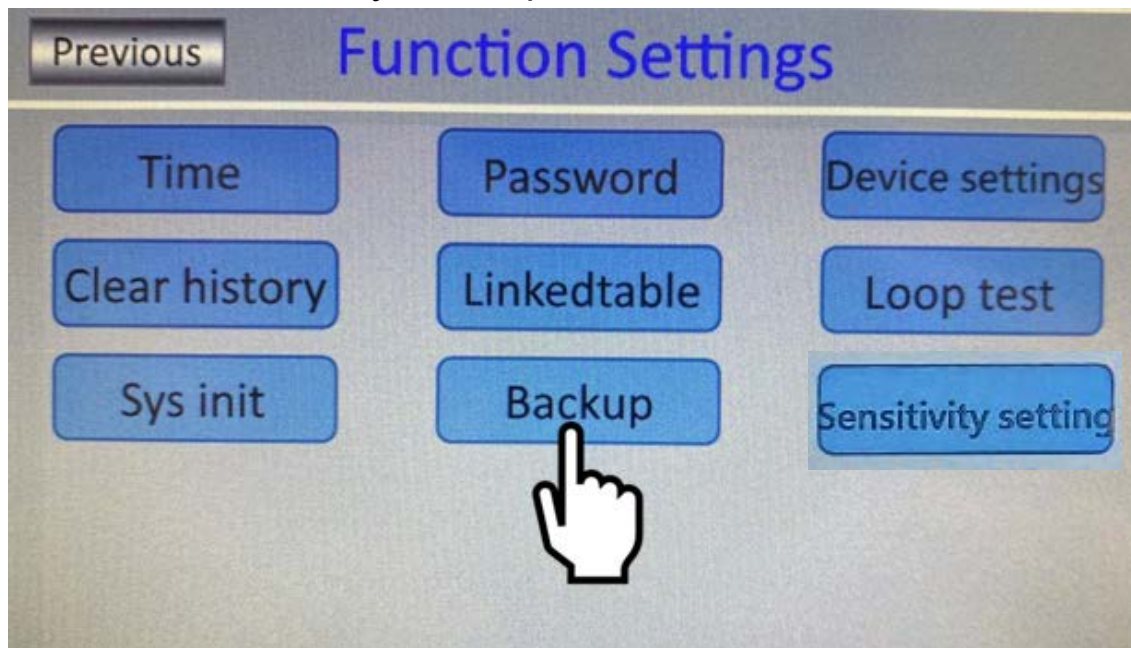 Previous Function Settings
Time Password Device settings
Clear history Linkedtable Loop test
Sys init Backup Sensitivity setting